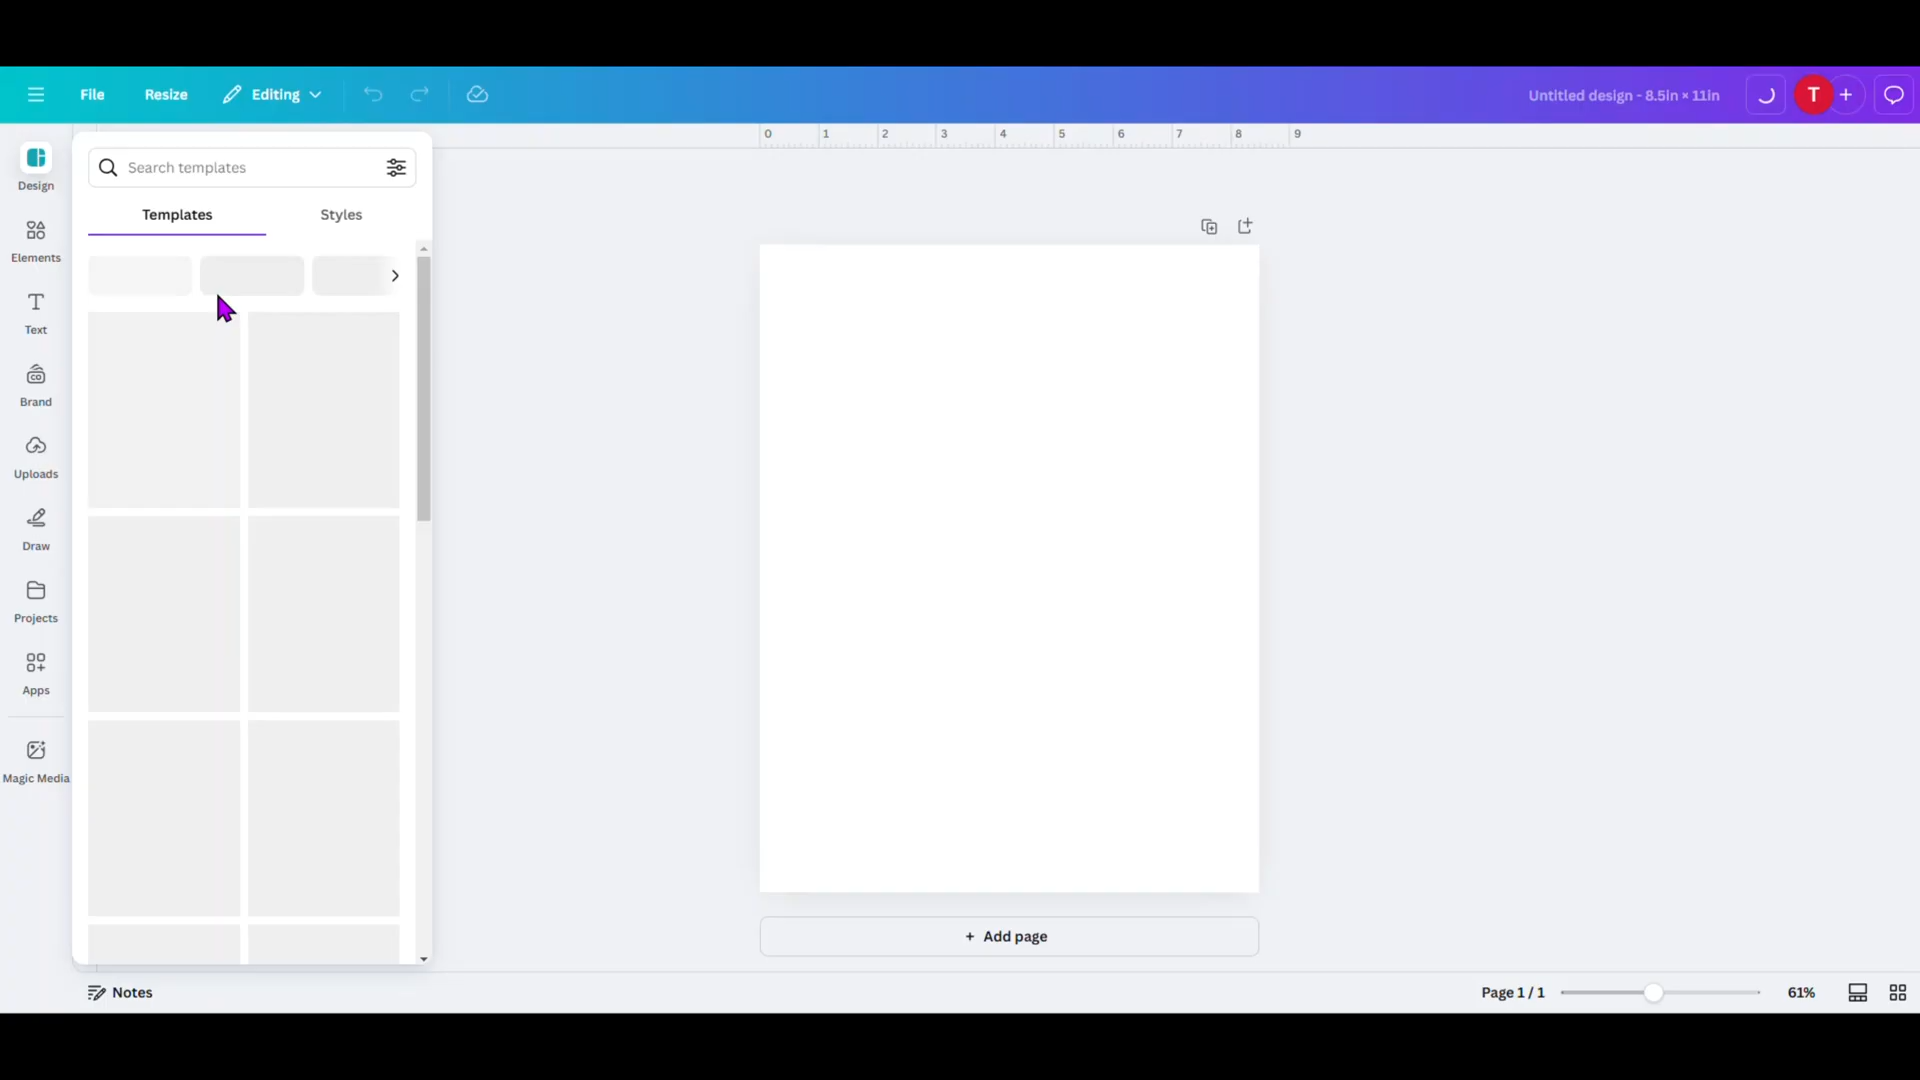 File
Resize
Editing
Untitled design - 8.5in × 11in
T
+
0 1 2 3 4 5 6 7 8 9
Design
Elements
Text
Brand
Uploads
Draw
Projects
Apps
Magic Media
Search templates
Templates
Styles
+ Add page
Notes
Page 1 / 1
61%